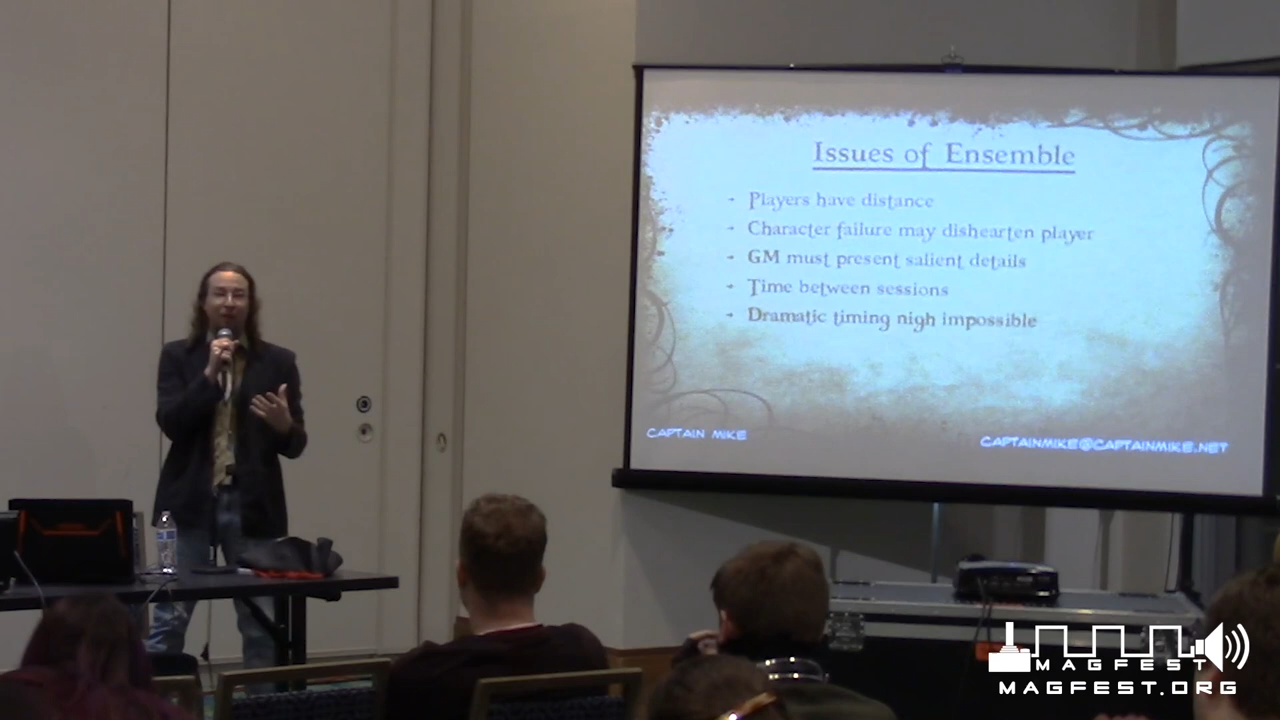 Issues of Ensemble
- Players have distance
- Character failure may dishearten player
- GM must present salient details
- Time between sessions
- Dramatic timing nigh impossible
CAPTAIN MIKE
CAPTAINMIKE@CAPTAINMIKE.NET
MAGFEST
MAGFEST.ORG